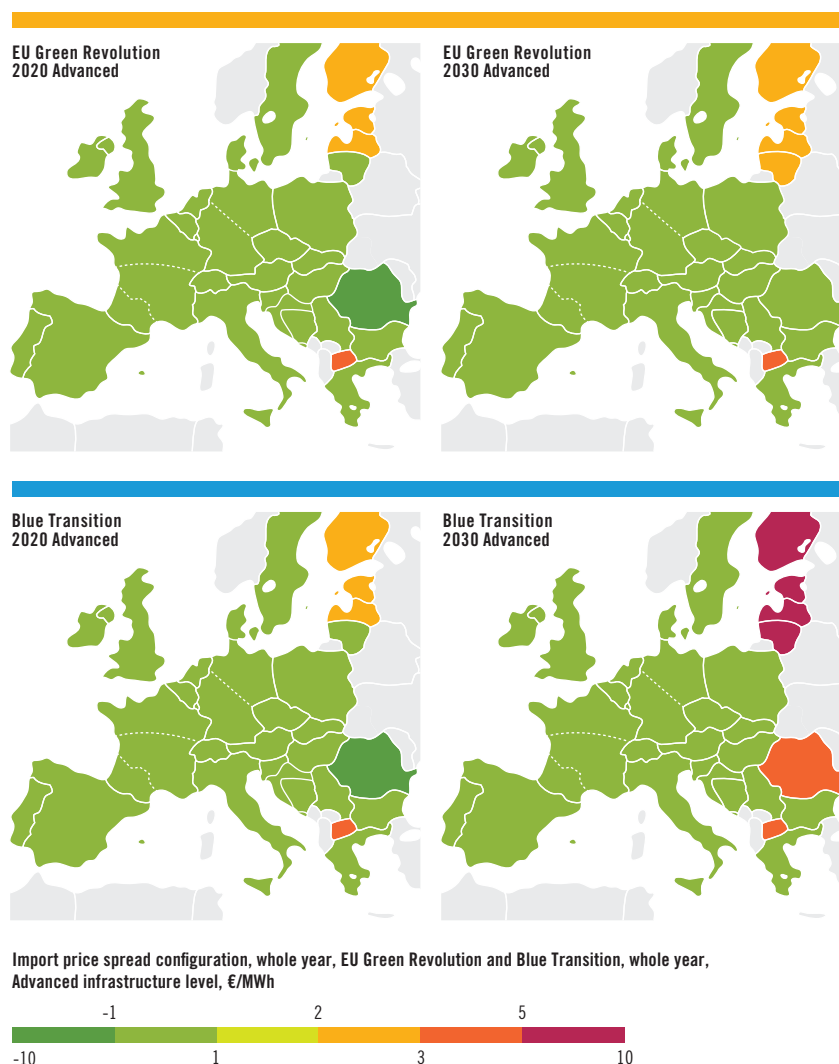 EU Green Revolution
2020 Advanced
EU Green Revolution
2030 Advanced
Blue Transition
2020 Advanced
Blue Transition
2030 Advanced
Import price spread configuration, whole year, EU Green Revolution and Blue Transition, whole year,
Advanced infrastructure level, €/MWh
-1 2 5
-10 1 3 10